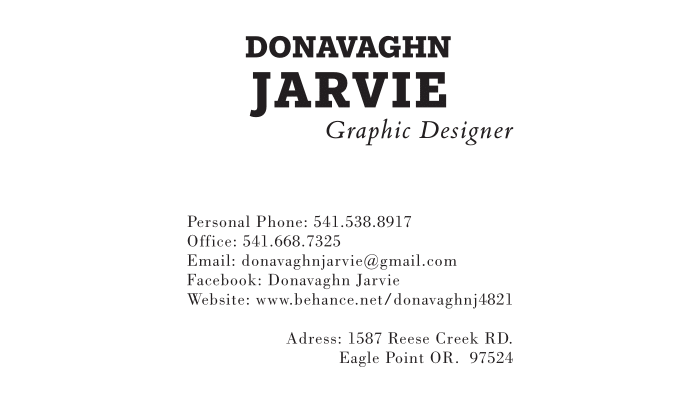 DONAVAGHN
JARVIE
Graphic Designer
Personal Phone: 541.538.8917
Office: 541.668.7325
Email: donavaghnjarvie@gmail.com
Facebook: Donavaghn Jarvie
Website: www.behance.net/donavaghnj4821
Adress: 1587 Reese Creek RD.
Eagle Point OR.  97524